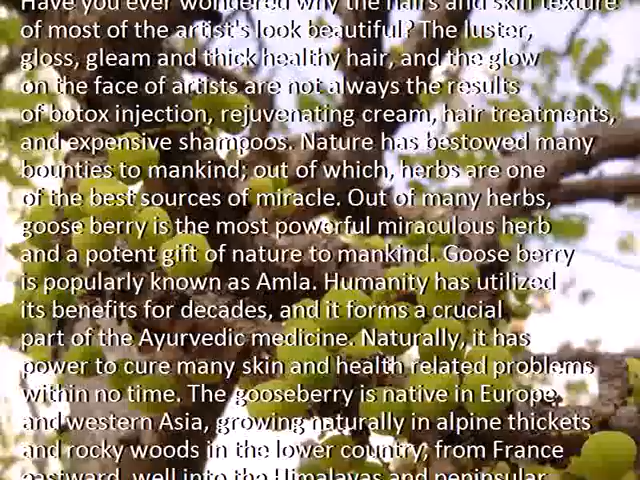 Have you ever wondered why the hairs and skin texture
of most of the artist's look beautiful? The luster,
gloss, gleam and thick healthy hair, and the glow
on the face of artists are not always the results
of botox injection, rejuvenating cream, hair treatments,
and expensive shampoos. Nature has bestowed many
bounties to mankind; out of which, herbs are one
of the best sources of miracle. Out of many herbs,
goose berry is the most powerful miraculous herb
and a potent gift of nature to mankind. Goose berry
is popularly known as Amla. Humanity has utilized
its benefits for decades, and it forms a crucial
part of the Ayurvedic medicine. Naturally, it has
power to cure many skin and health related problems
within no time. The gooseberry is native in Europe
and western Asia, growing naturally in alpine thickets
and rocky woods in the lower country, from France
eastward, well into the Himalayas and peninsular